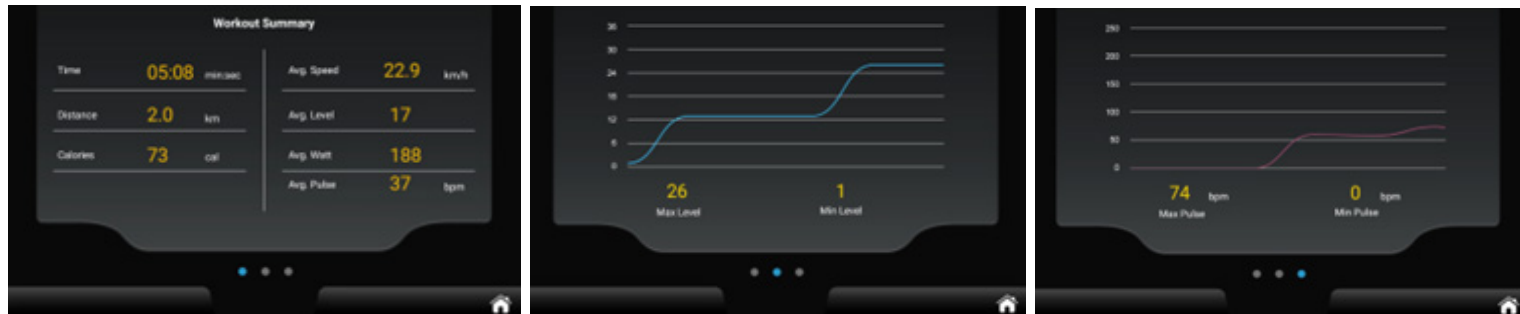 Workout Summary
Time 05:08 min:sec
Distance 2.0 km
Calories 73 cal
Avg. Speed 22.9 km/h
Avg. Level 17
Avg. Watt 188
Avg. Pulse 37 bpm
36
30
24
18
12
6
0
26
Max Level
1
Min Level
250
200
150
100
50
0
74 bpm
Max Pulse
0 bpm
Min Pulse